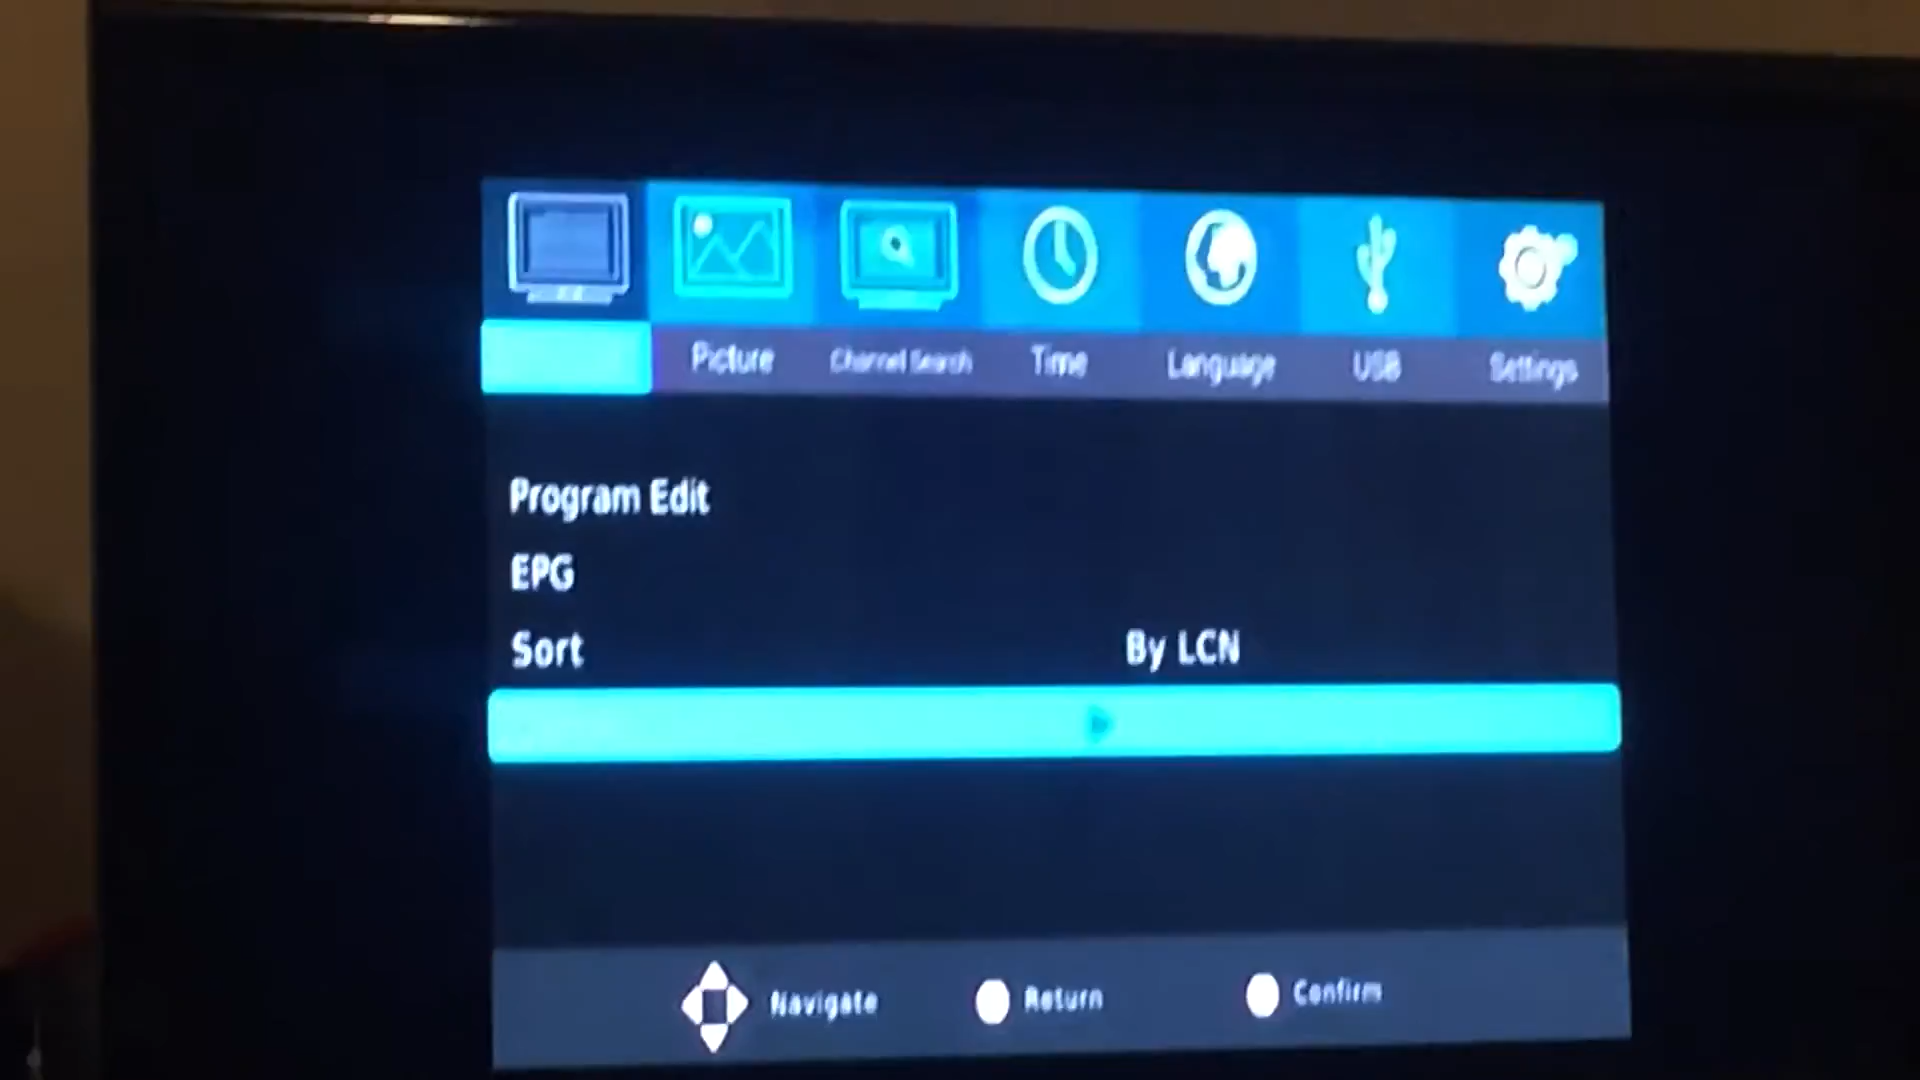 Picture Channel Search Time Language USB Settings
Program Edit
EPG
Sort By LCN
Navigate Return Confirm